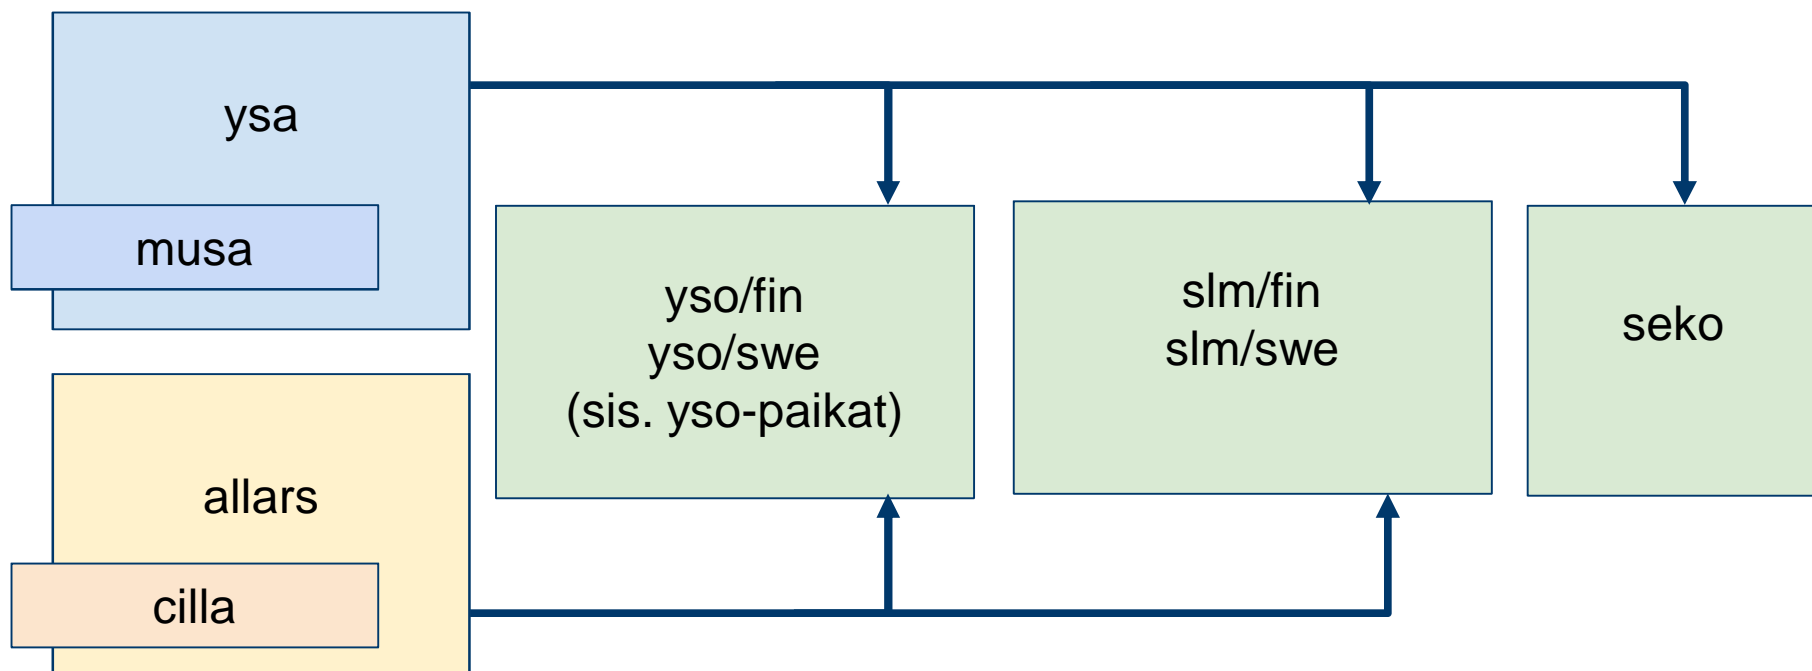 ysa
musa
yso/fin
yso/swe
(sis. yso-paikat)
slm/fin
slm/swe
seko
allars
cilla